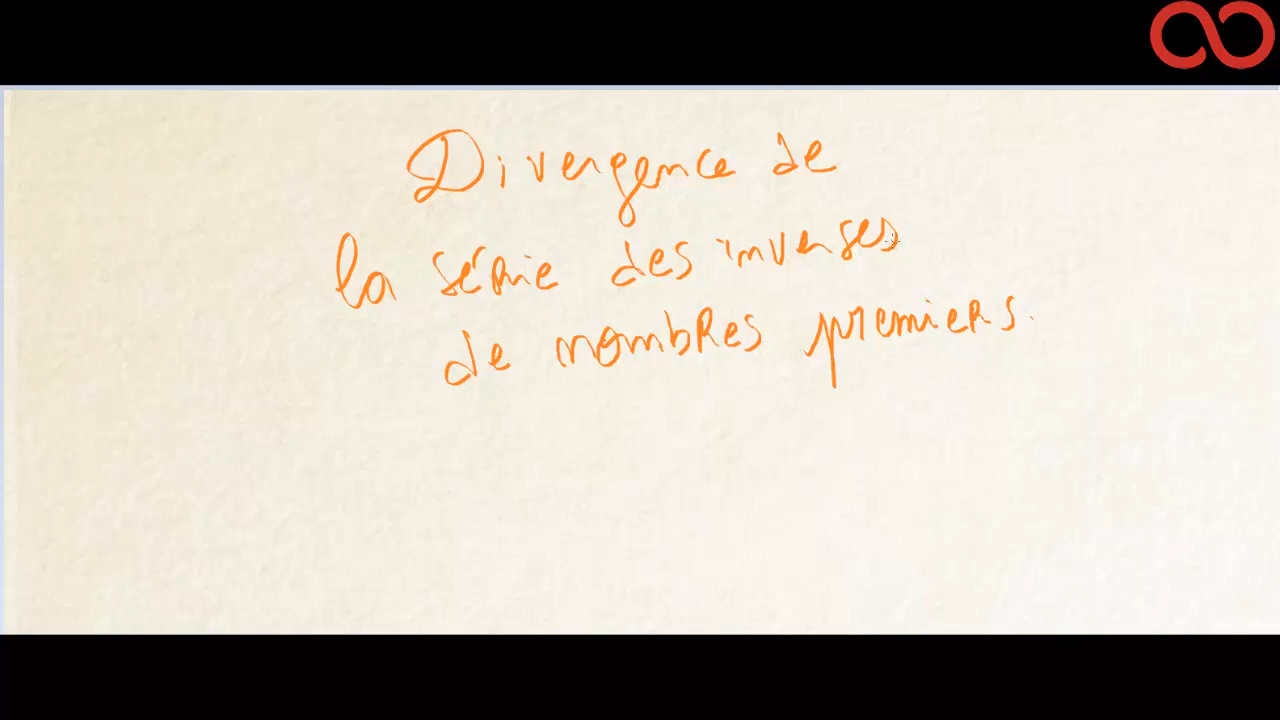 Divergence de
la série des inverses
de nombres premiers.